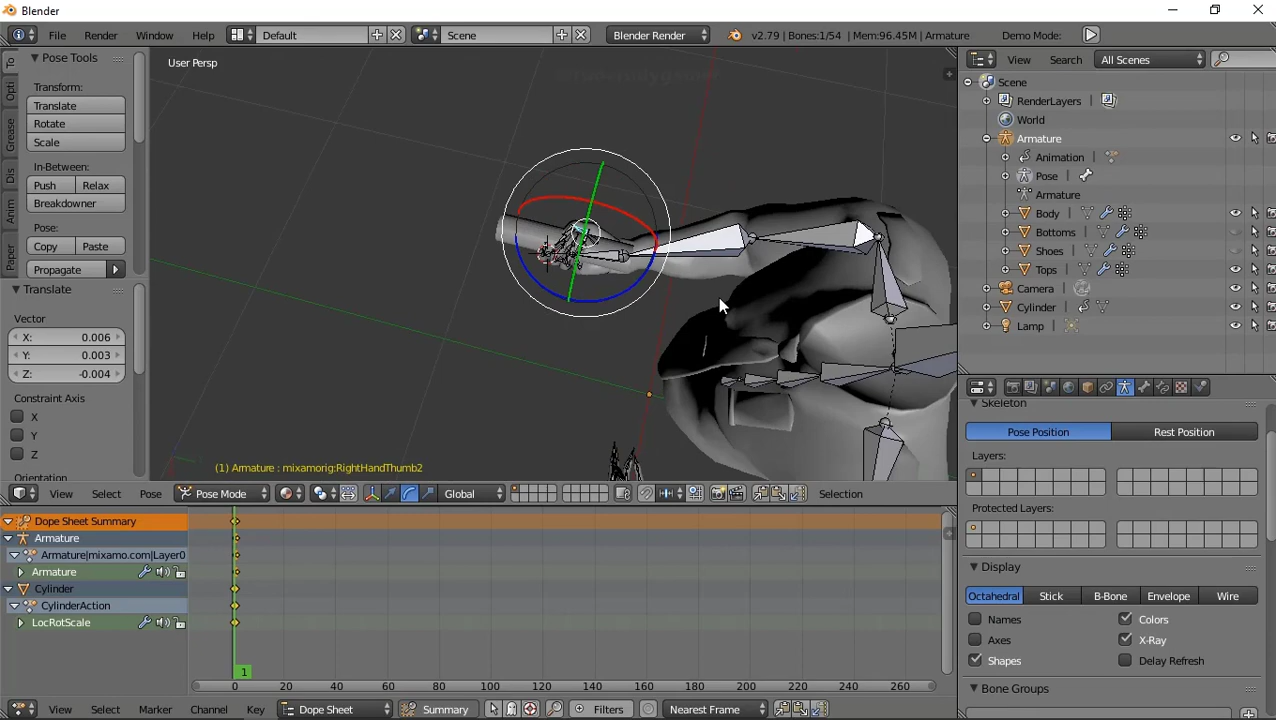 Blender
File Render Window Help Default Scene Blender Render v2.79 | Bones:1/54 | Mem:96.45M | Armature Demo Mode:
To
Opti
Grease
Dis
Anim
Paper
Pose Tools
Transform:
Translate
Rotate
Scale
In-Between:
Push Relax
Breakdowner
Pose:
Copy Paste
Propagate
Translate
Vector
X: 0.006
Y: 0.003
Z: -0.004
Constraint Axis
X
Y
Z
Orientation
User Persp
(1) Armature : mixamorig:RightHandThumb2
View Select Pose Pose Mode Global Selection
View Search All Scenes
Scene
RenderLayers
World
Armature
Animation
Pose
Armature
Body
Bottoms
Shoes
Tops
Camera
Cylinder
Lamp
Skeleton
Pose Position Rest Position
Layers:
Protected Layers:
Display
Octahedral Stick B-Bone Envelope Wire
Names Colors
Axes X-Ray
Shapes Delay Refresh
Bone Groups
Dope Sheet Summary
Armature
Armature|mixamo.com|Layer0
Armature
Cylinder
CylinderAction
LocRotScale
1
0 20 40 60 80 100 120 140 160 180 200 220 240 260
View Select Marker Channel Key Dope Sheet Summary Filters Nearest Frame